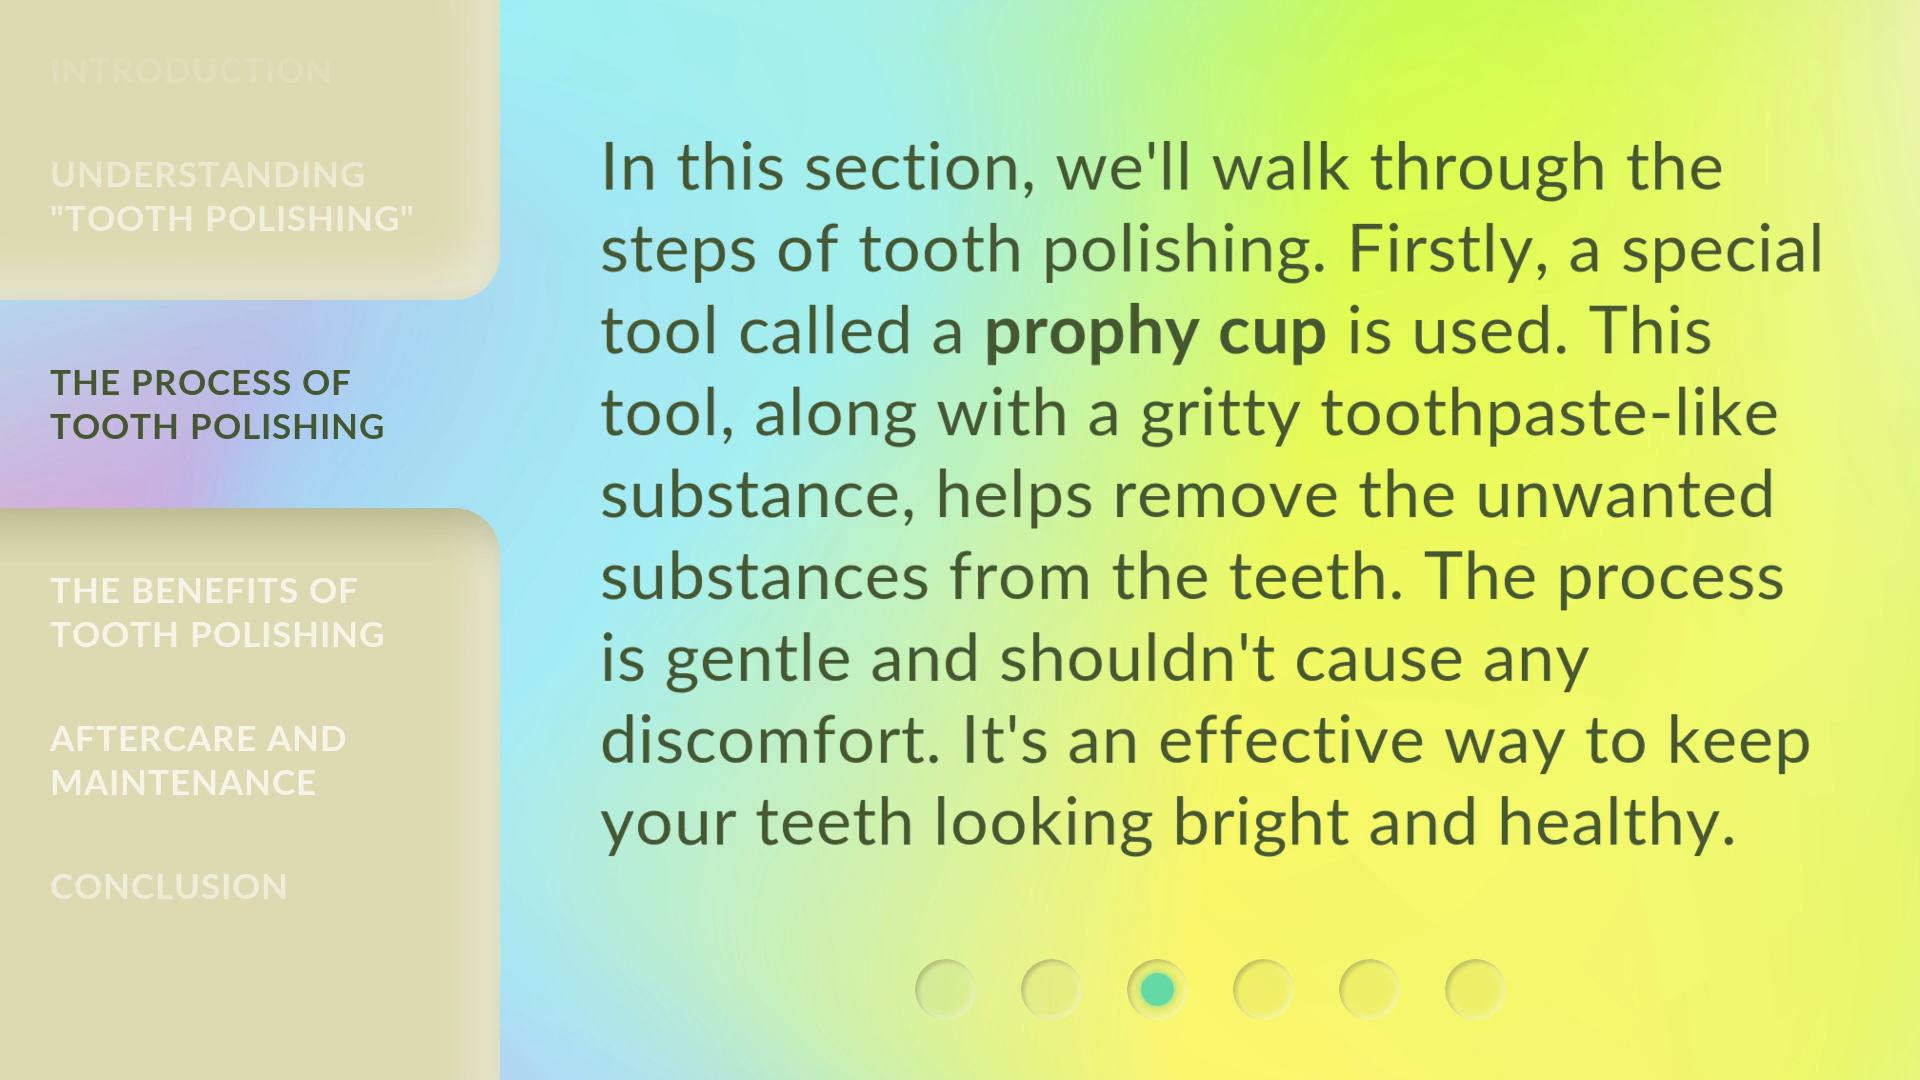 INTRODUCTION
UNDERSTANDING
"TOOTH POLISHING"
THE PROCESS OF
TOOTH POLISHING
THE BENEFITS OF
TOOTH POLISHING
AFTERCARE AND
MAINTENANCE
CONCLUSION
In this section, we'll walk through the
steps of tooth polishing. Firstly, a special
tool called a prophy cup is used. This
tool, along with a gritty toothpaste-like
substance, helps remove the unwanted
substances from the teeth. The process
is gentle and shouldn't cause any
discomfort. It's an effective way to keep
your teeth looking bright and healthy.